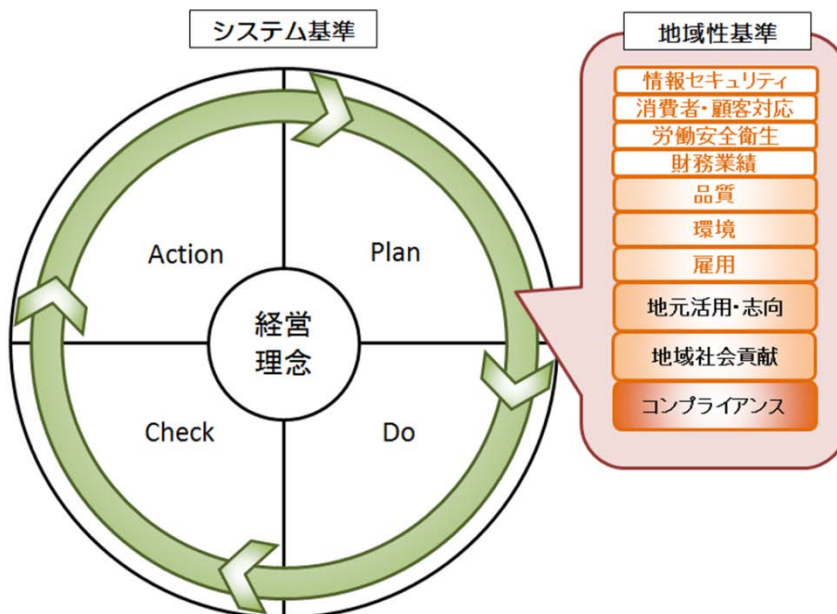 システム基準
Action
Plan
経営
理念
Check
Do
地域性基準
情報セキュリティ
消費者・顧客対応
労働安全衛生
財務業績
品質
環境
雇用
地元活用・志向
地域社会貢献
コンプライアンス